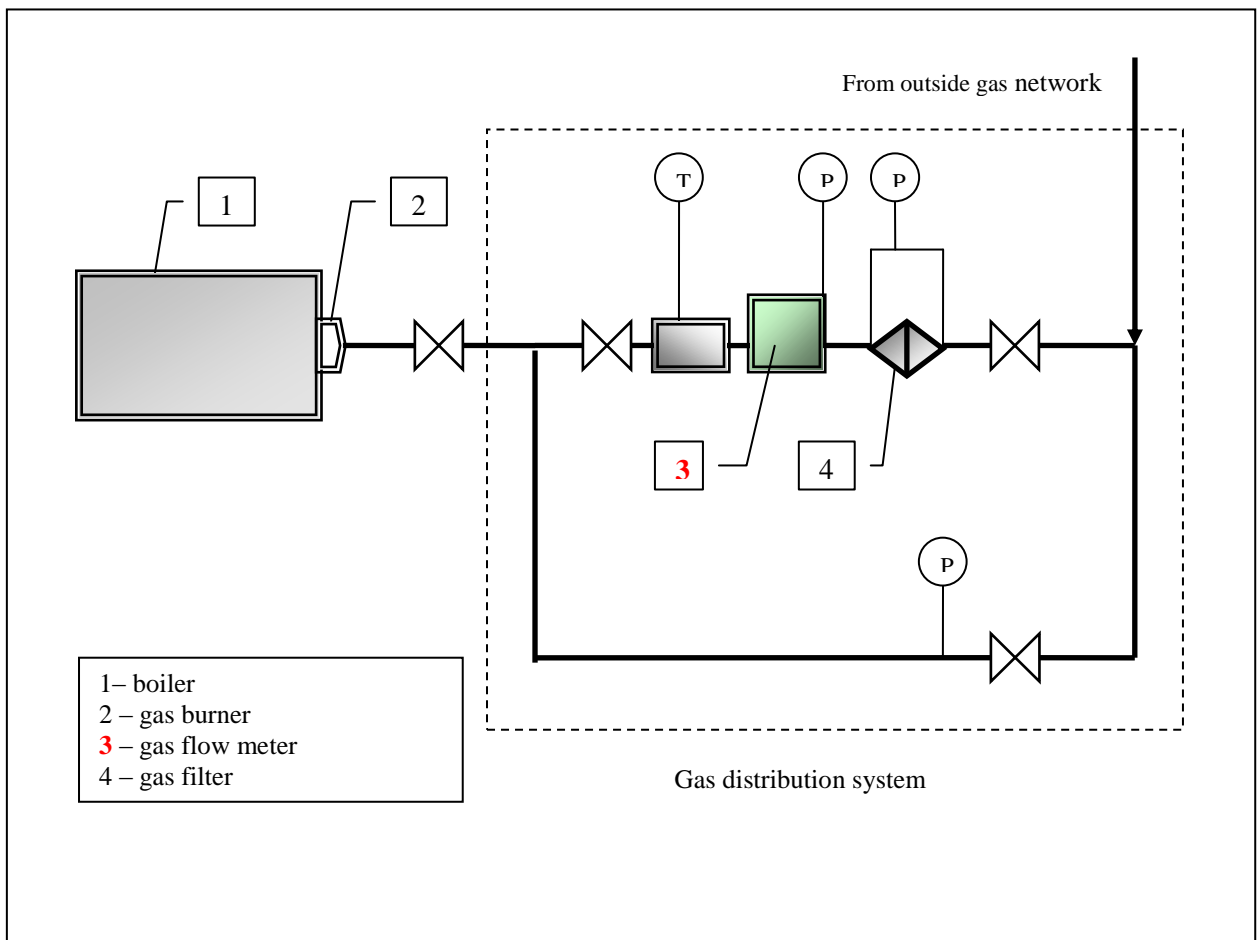 From outside gas network
T
P
P
1
2
3
4
P
1– boiler
2 – gas burner
3 – gas flow meter
4 – gas filter
Gas distribution system